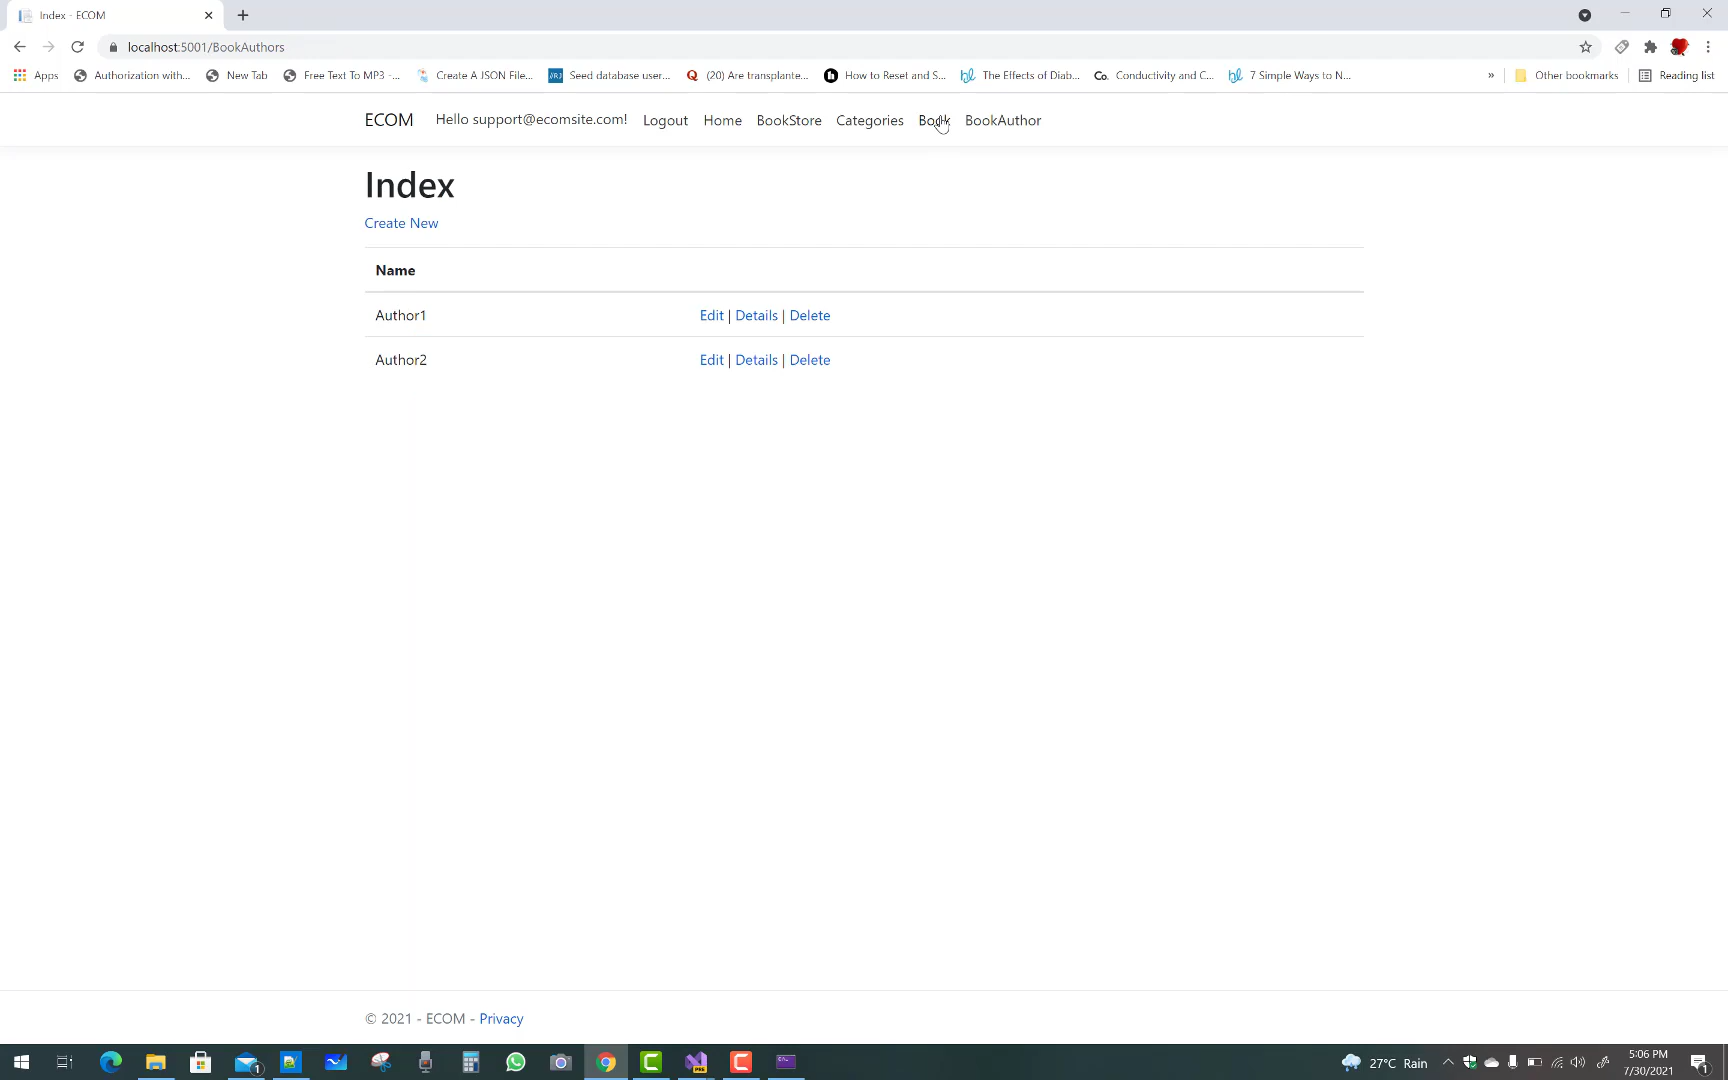 Index - ECOM
localhost:5001/BookAuthors
Apps Authorization with... New Tab Free Text To MP3 -... Create A JSON File... Seed database user... (20) Are transplante... How to Reset and S... The Effects of Diab... Co. Conductivity and C... 7 Simple Ways to N... » Other bookmarks Reading list
ECOM Hello support@ecomsite.com! Logout Home BookStore Categories Book BookAuthor
Index
Create New
Name
Author1 Edit | Details | Delete
Author2 Edit | Details | Delete
© 2021 - ECOM - Privacy
27°C Rain
5:06 PM
7/30/2021